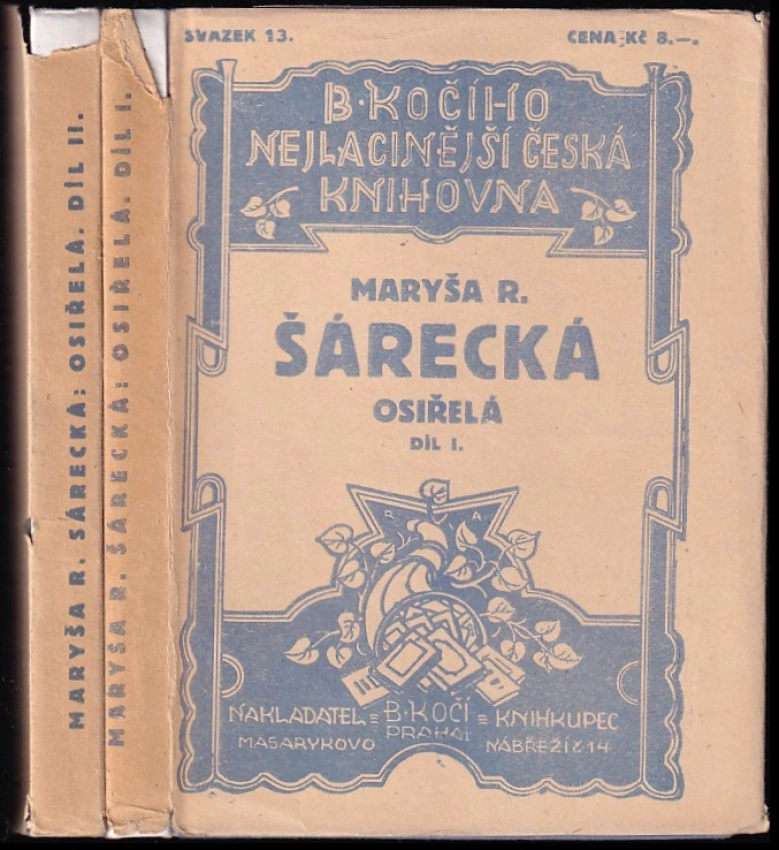 MARYŠA R. ŠÁRECKÁ: OSIŘELÁ. DÍL II.
MARYŠA R. ŠÁRECKÁ: OSIŘELÁ. DÍL I.
SVAZEK 13.
CENA Kč 8.—.
B. KOČÍHO
NEJLACINĚJŠÍ ČESKÁ
KNIHOVNA
MARYŠA R.
ŠÁRECKÁ
OSIŘELÁ
DÍL I.
R A
NAKLADATEL = B. KOČÍ = KNIHKUPEC
PRAHA I
MASARYKOVO NÁBŘEŽÍ č 14